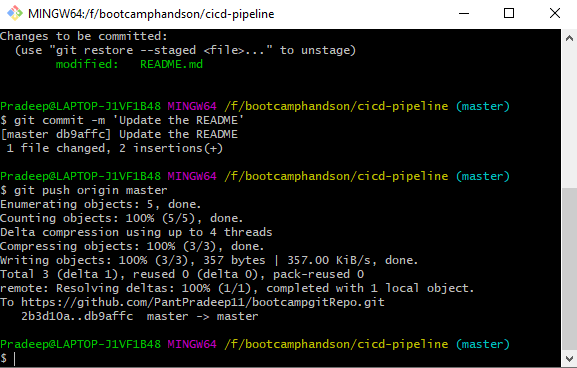 MINGW64:/f/bootcamphandson/cicd-pipeline
Changes to be committed:
  (use "git restore --staged <file>..." to unstage)
        modified:   README.md

Pradeep@LAPTOP-J1VF1B48 MINGW64 /f/bootcamphandson/cicd-pipeline (master)
$ git commit -m 'Update the README'
[master db9affc] Update the README
 1 file changed, 2 insertions(+)

Pradeep@LAPTOP-J1VF1B48 MINGW64 /f/bootcamphandson/cicd-pipeline (master)
$ git push origin master
Enumerating objects: 5, done.
Counting objects: 100% (5/5), done.
Delta compression using up to 4 threads
Compressing objects: 100% (3/3), done.
Writing objects: 100% (3/3), 357 bytes | 357.00 KiB/s, done.
Total 3 (delta 1), reused 0 (delta 0), pack-reused 0
remote: Resolving deltas: 100% (1/1), completed with 1 local object.
To https://github.com/PantPradeep11/bootcampgitRepo.git
   2b3d10a..db9affc  master -> master

Pradeep@LAPTOP-J1VF1B48 MINGW64 /f/bootcamphandson/cicd-pipeline (master)
$